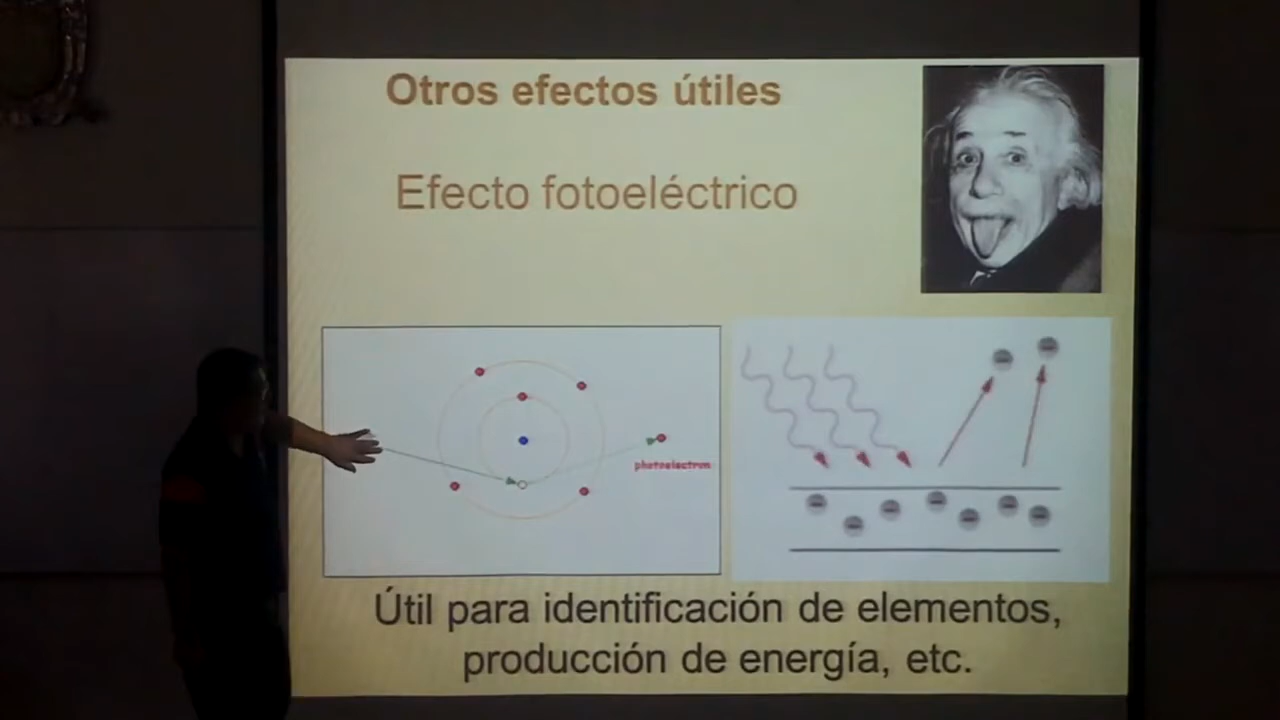 Otros efectos útiles
Efecto fotoeléctrico
photoelectron
Útil para identificación de elementos,
producción de energía, etc.